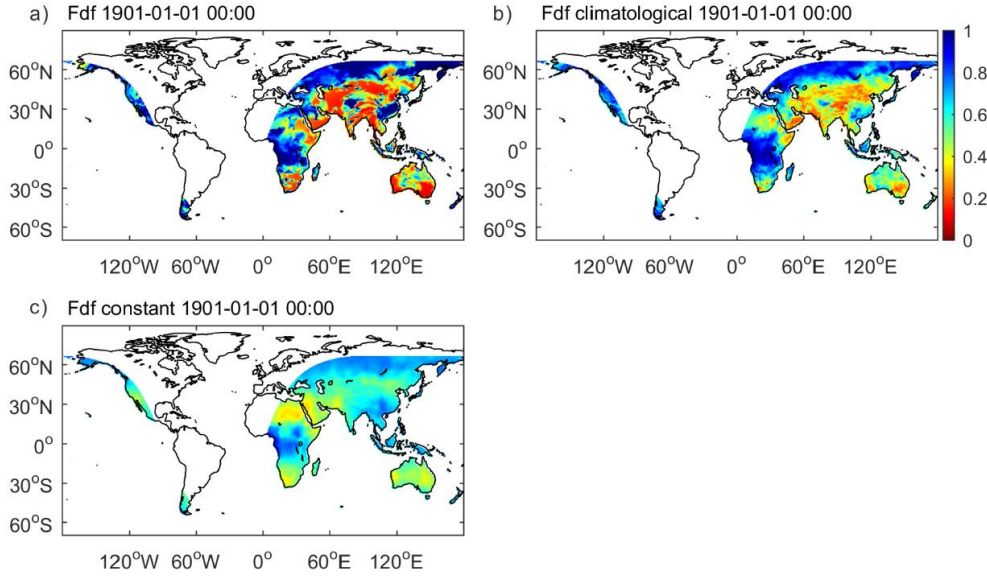 a) Fdf 1901-01-01 00:00
60°N
30°N
0°
30°S
60°S
120°W 60°W 0° 60°E 120°E
b) Fdf climatological 1901-01-01 00:00
60°N
30°N
0°
30°S
60°S
120°W 60°W 0° 60°E 120°E
1
0.8
0.6
0.4
0.2
0
c) Fdf constant 1901-01-01 00:00
60°N
30°N
0°
30°S
60°S
120°W 60°W 0° 60°E 120°E